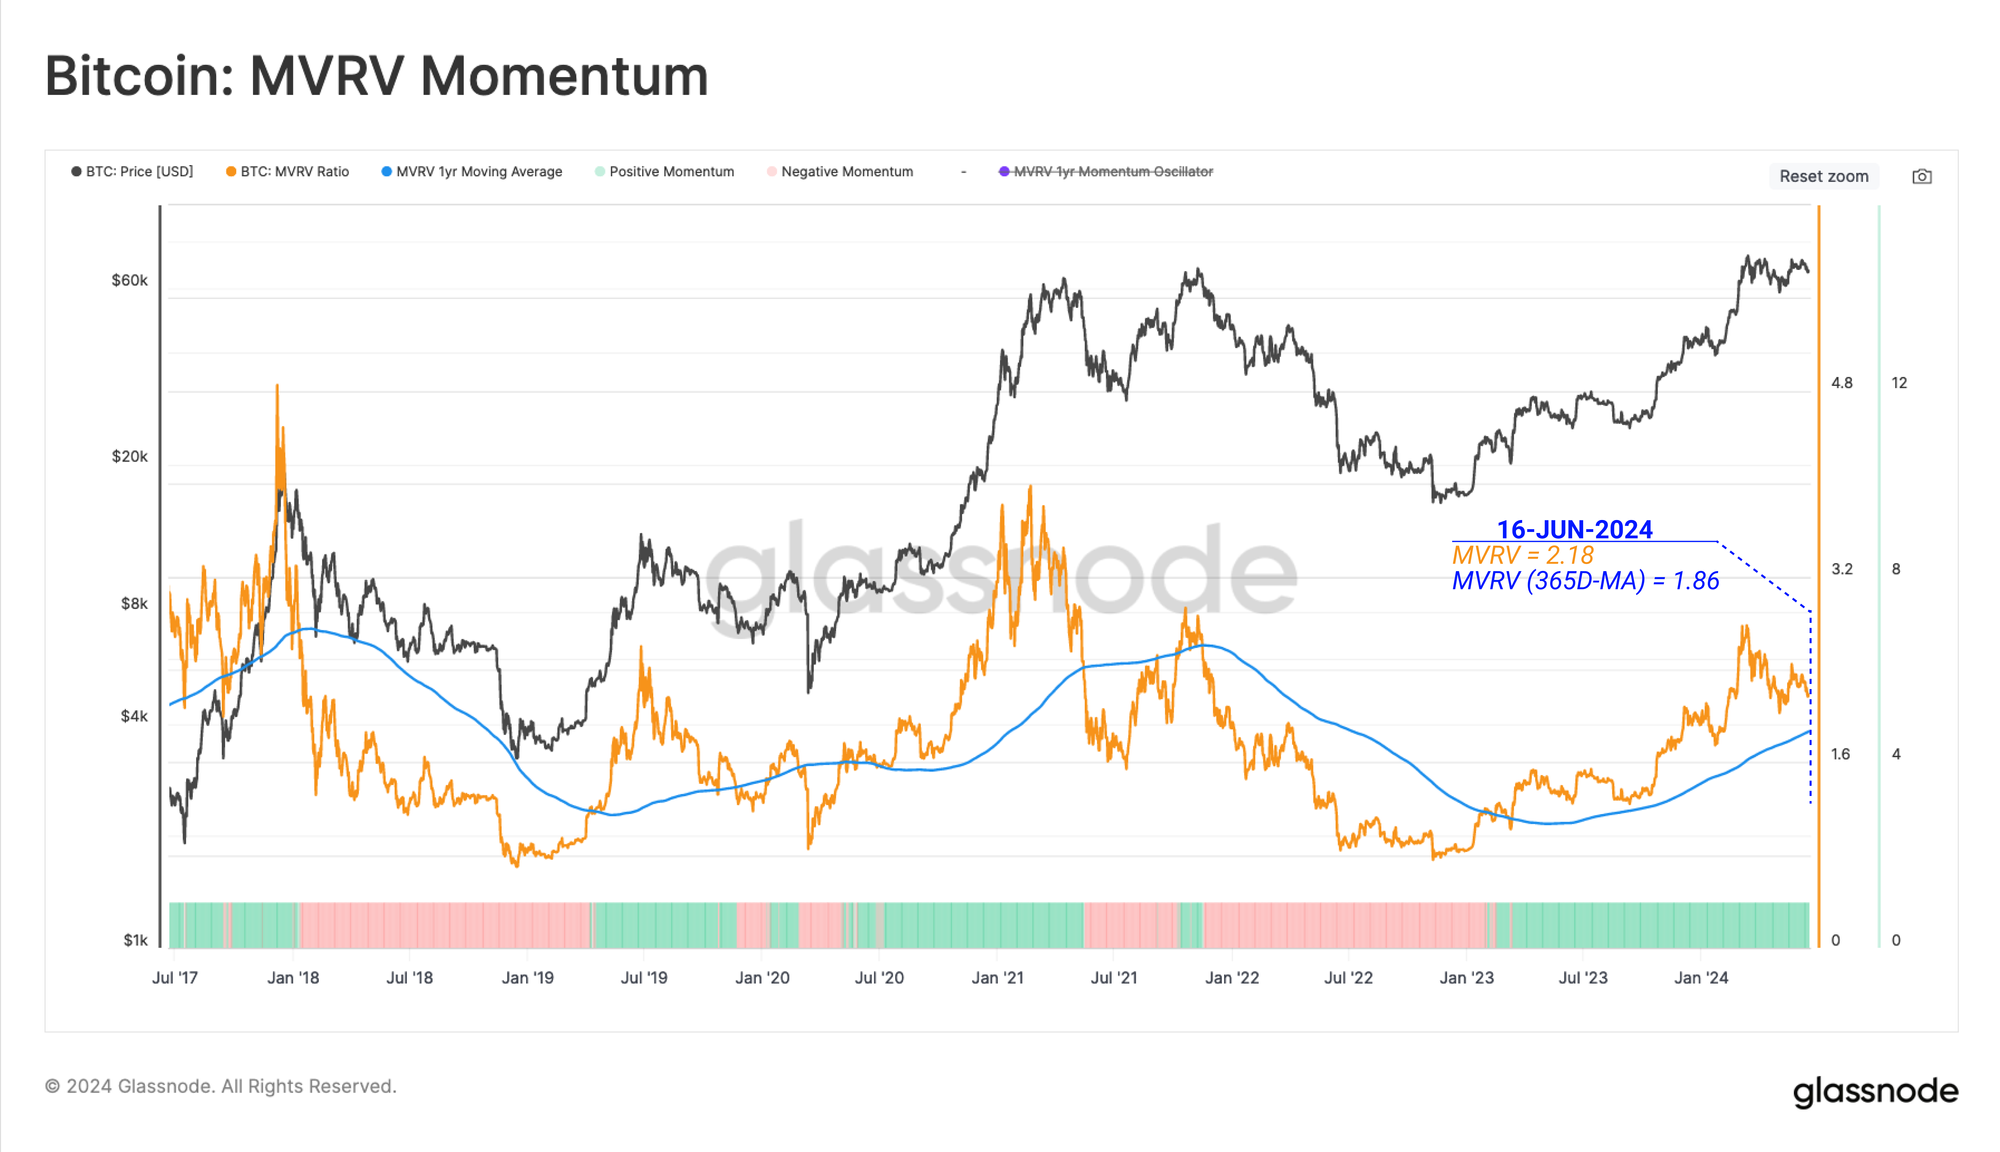 Bitcoin: MVRV Momentum
BTC: Price [USD] BTC: MVRV Ratio MVRV 1yr Moving Average Positive Momentum Negative Momentum - MVRV 1yr Momentum Oscillator Reset zoom
$60k
$20k
$8k
$4k
$1k
glassnode
16-JUN-2024
MVRV = 2.18
MVRV (365D-MA) = 1.86
4.8 12
3.2 8
1.6 4
0 0
Jul '17 Jan '18 Jul '18 Jan '19 Jul '19 Jan '20 Jul '20 Jan '21 Jul '21 Jan '22 Jul '22 Jan '23 Jul '23 Jan '24
© 2024 Glassnode. All Rights Reserved.
glassnode